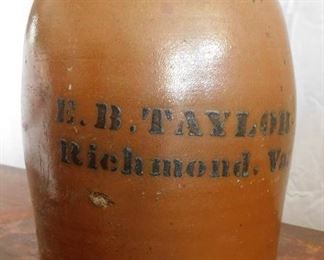 E. B. TAYLOR
Richmond. Va.